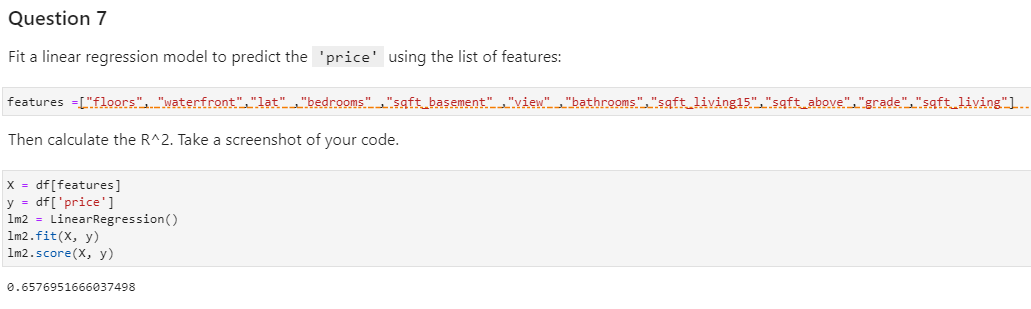 Question 7
Fit a linear regression model to predict the 'price' using the list of features:
features =["floors", "waterfront","lat" ,"bedrooms" ,"sqft_basement" ,"view" ,"bathrooms","sqft_living15","sqft_above","grade","sqft_living"]
Then calculate the R^2. Take a screenshot of your code.
X = df[features]
y = df['price']
lm2 = LinearRegression()
lm2.fit(X, y)
lm2.score(X, y)
0.6576951666037498